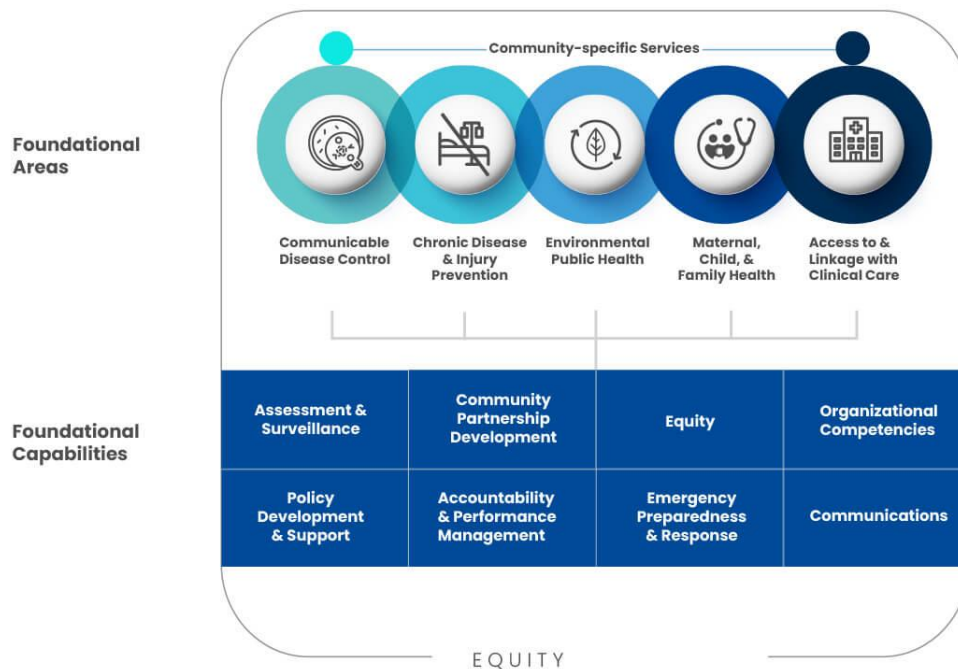 Community-specific Services
Foundational
Areas
Communicable
Disease Control
Chronic Disease
& Injury
Prevention
Environmental
Public Health
Maternal,
Child, &
Family Health
Access to &
Linkage with
Clinical Care
Foundational
Capabilities
Assessment &
Surveillance
Community
Partnership
Development
Equity
Organizational
Competencies
Policy
Development
& Support
Accountability
& Performance
Management
Emergency
Preparedness
& Response
Communications
EQUITY